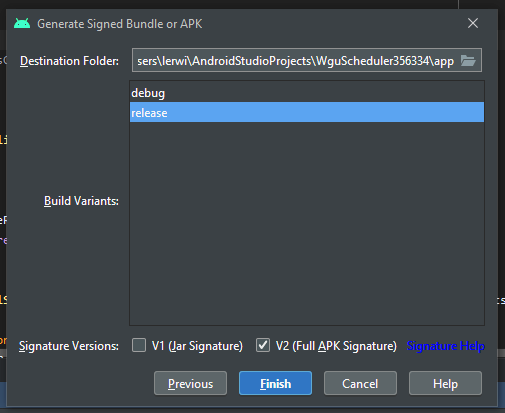 Generate Signed Bundle or APK
Destination Folder: sers\lerwi\AndroidStudioProjects\WguScheduler356334\app
debug
release
Build Variants:
Signature Versions: V1 (Jar Signature) V2 (Full APK Signature) Signature Help
Previous Finish Cancel Help